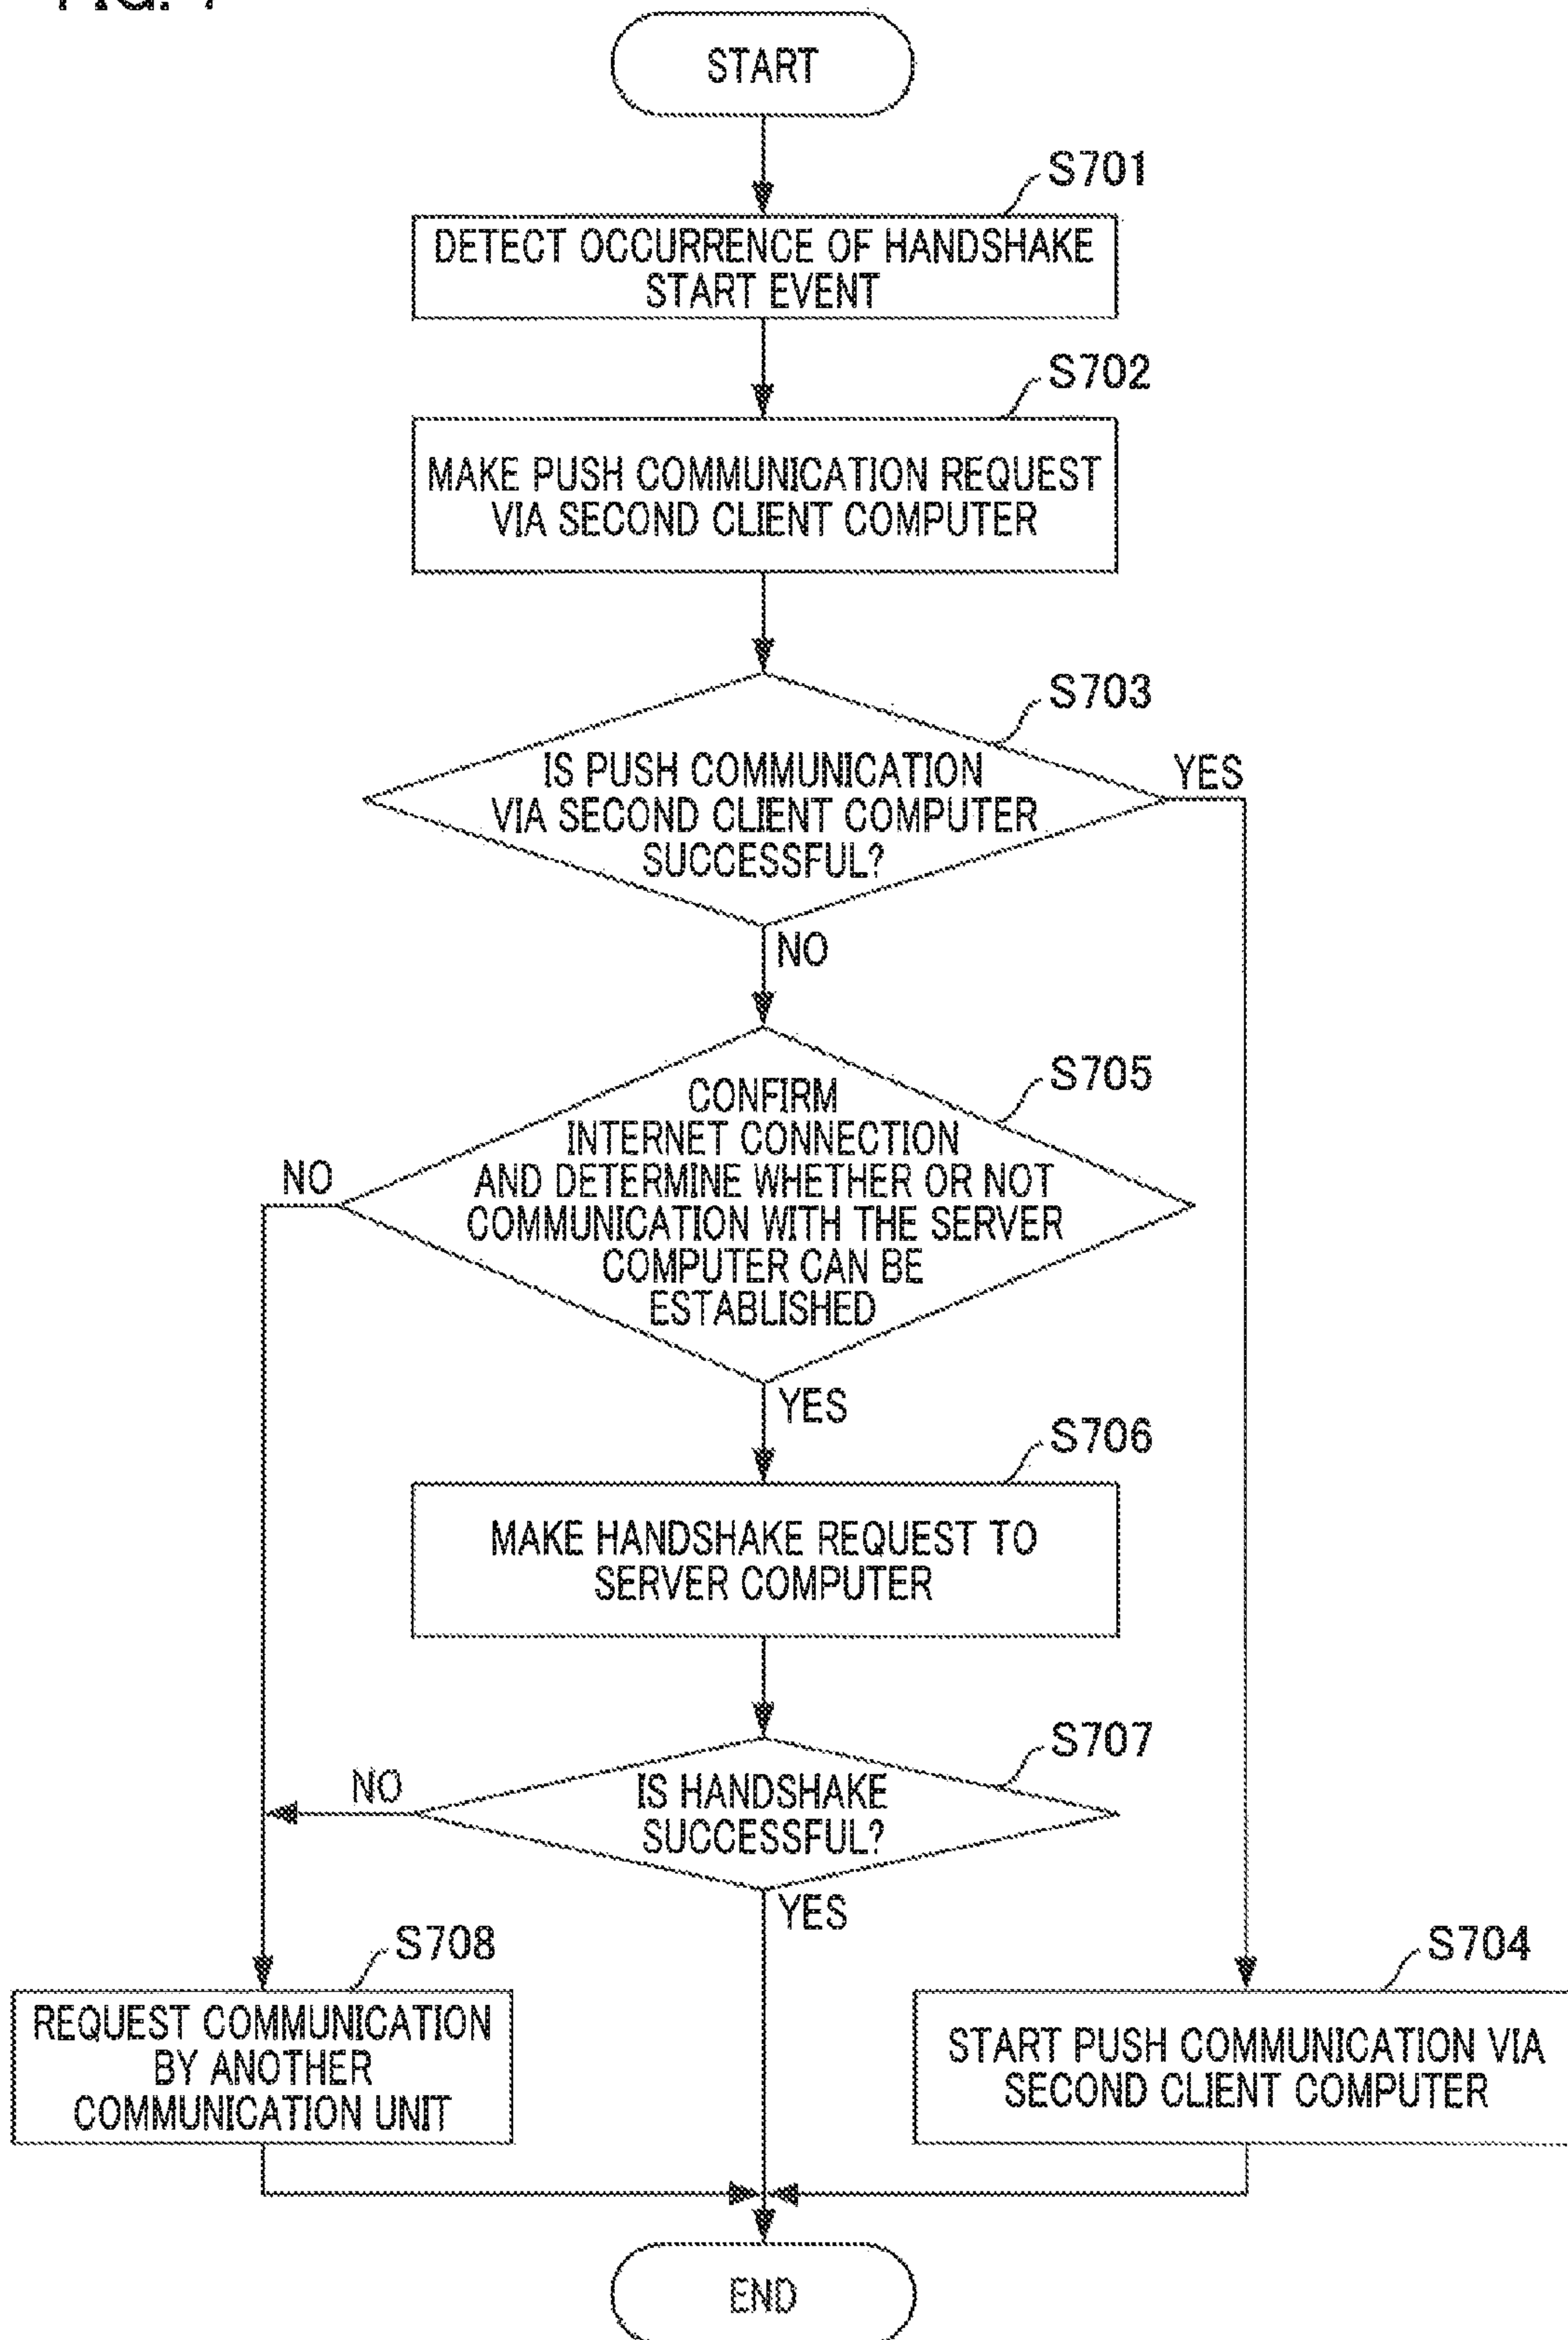 START
S701
DETECT OCCURRENCE OF HANDSHAKE
START EVENT
S702
MAKE PUSH COMMUNICATION REQUEST
VIA SECOND CLIENT COMPUTER
S703
IS PUSH COMMUNICATION
VIA SECOND CLIENT COMPUTER
SUCCESSFUL?
YES
NO
S705
CONFIRM
INTERNET CONNECTION
AND DETERMINE WHETHER OR NOT
COMMUNICATION WITH THE SERVER
COMPUTER CAN BE
ESTABLISHED
NO
YES
S706
MAKE HANDSHAKE REQUEST TO
SERVER COMPUTER
S707
IS HANDSHAKE
SUCCESSFUL?
NO
YES
S708
REQUEST COMMUNICATION
BY ANOTHER
COMMUNICATION UNIT
S704
START PUSH COMMUNICATION VIA
SECOND CLIENT COMPUTER
END